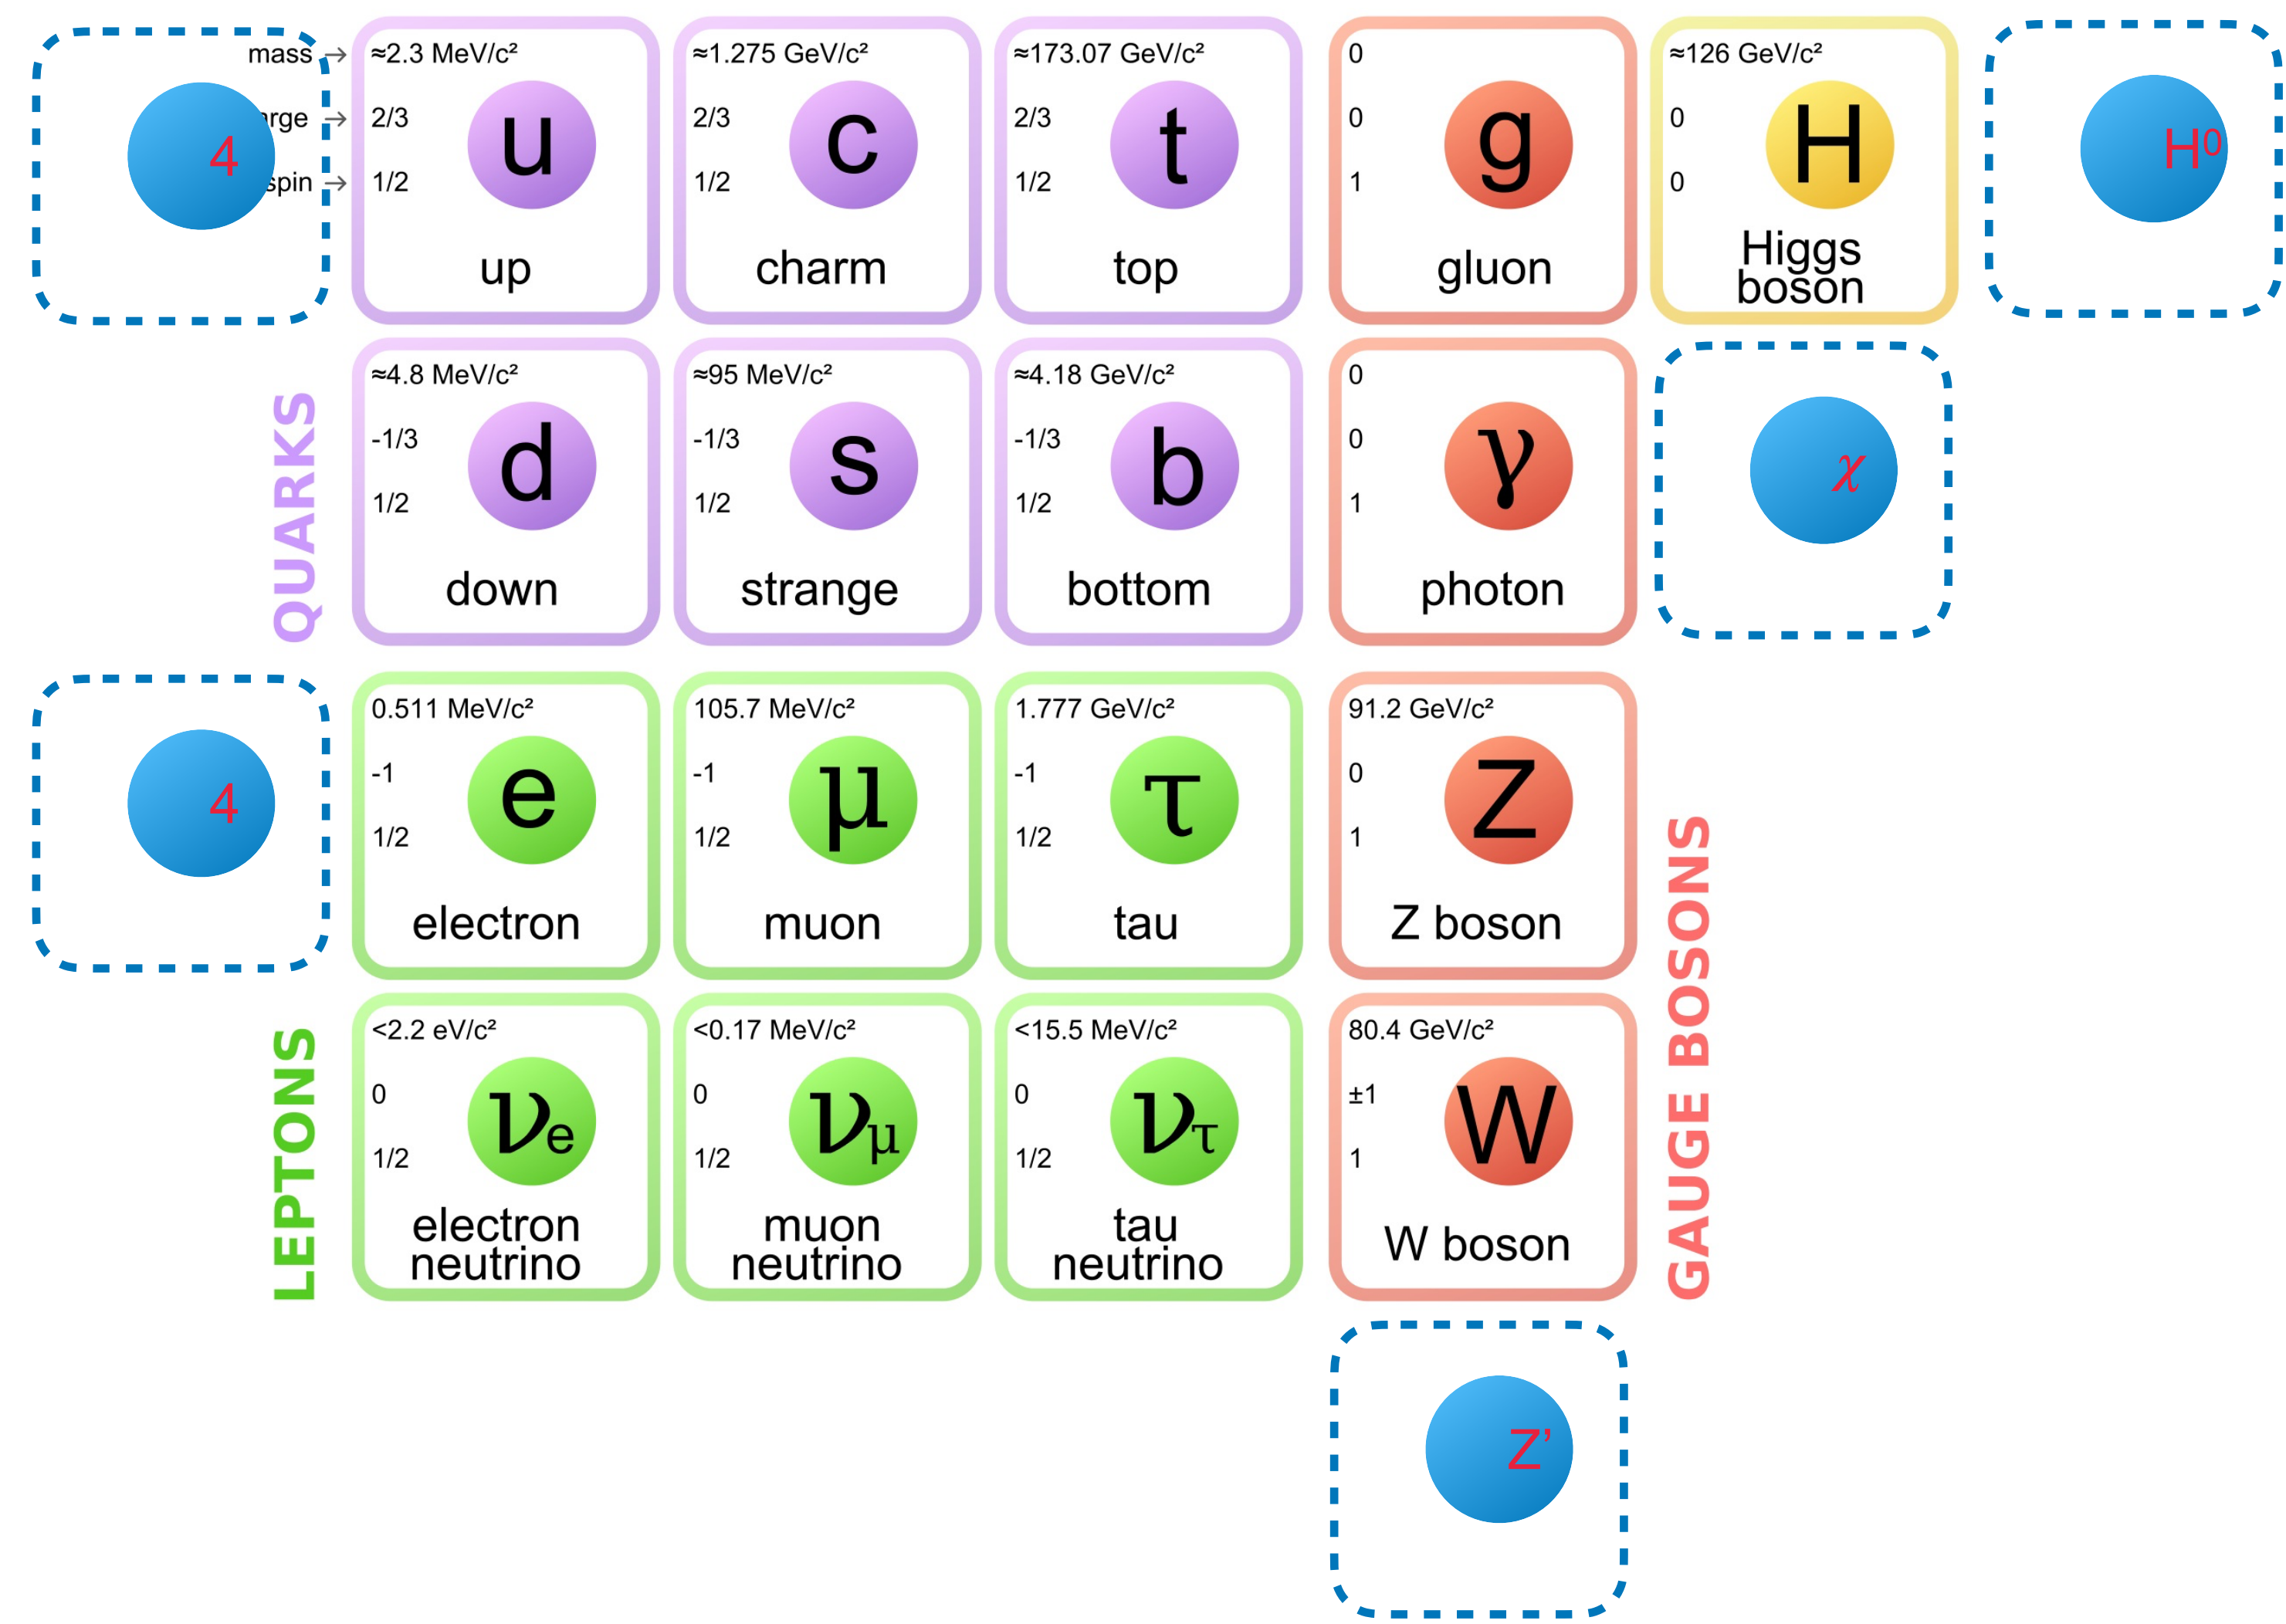 mass →
arge →
spin →
4
≈2.3 MeV/c²
2/3
1/2
u
up
≈1.275 GeV/c²
2/3
1/2
c
charm
≈173.07 GeV/c²
2/3
1/2
t
top
0
0
1
g
gluon
≈126 GeV/c²
0
0
H
Higgs
boson
H⁰
QUARKS
≈4.8 MeV/c²
-1/3
1/2
d
down
≈95 MeV/c²
-1/3
1/2
s
strange
≈4.18 GeV/c²
-1/3
1/2
b
bottom
0
0
1
γ
photon
χ
4
0.511 MeV/c²
-1
1/2
e
electron
105.7 MeV/c²
-1
1/2
μ
muon
1.777 GeV/c²
-1
1/2
τ
tau
91.2 GeV/c²
0
1
Z
Z boson
GAUGE BOSONS
LEPTONS
<2.2 eV/c²
0
1/2
νe
electron
neutrino
<0.17 MeV/c²
0
1/2
νμ
muon
neutrino
<15.5 MeV/c²
0
1/2
ντ
tau
neutrino
80.4 GeV/c²
±1
1
W
W boson
Z’